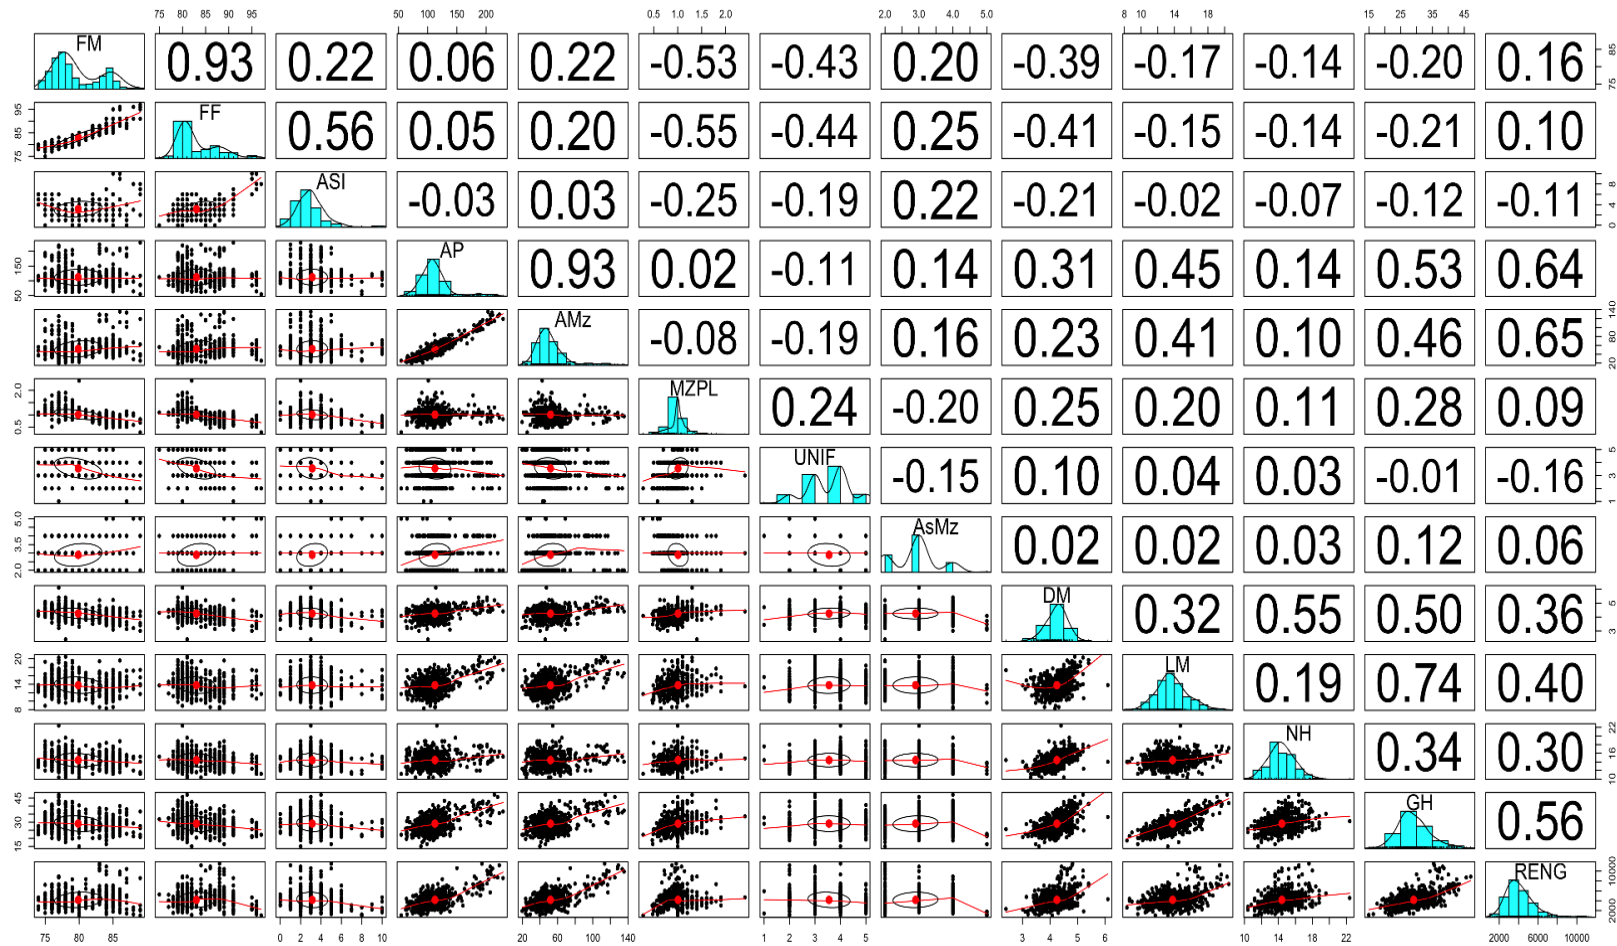 75 80 85 90 95 50 100 150 200 0.5 1.0 1.5 2.0 2.0 3.0 4.0 5.0 8 10 14 18 15 25 35 45
FM 0.93 0.22 0.06 0.22 -0.53 -0.43 0.20 -0.39 -0.17 -0.14 -0.20 0.16 75 85
75 85 95 FF 0.56 0.05 0.20 -0.55 -0.44 0.25 -0.41 -0.15 -0.14 -0.21 0.10
ASI -0.03 0.03 -0.25 -0.19 0.22 -0.21 -0.02 -0.07 -0.12 -0.11 0 4 8
50 150 AP 0.93 0.02 -0.11 0.14 0.31 0.45 0.14 0.53 0.64
AMz -0.08 -0.19 0.16 0.23 0.41 0.10 0.46 0.65 20 80 140
0.5 2.0 MZPL 0.24 -0.20 0.25 0.20 0.11 0.28 0.09
UNIF -0.15 0.10 0.04 0.03 -0.01 -0.16 1 3 5
2.0 3.5 5.0 AsMz 0.02 0.02 0.03 0.12 0.06
DM 0.32 0.55 0.50 0.36 3 5
8 14 20 LM 0.19 0.74 0.40
NH 0.34 0.30 10 16 22
15 30 45 GH 0.56
RENG 2000 10000
75 80 85 0 2 4 6 8 10 20 60 100 140 1 2 3 4 5 3 4 5 6 10 14 18 22 2000 6000 10000